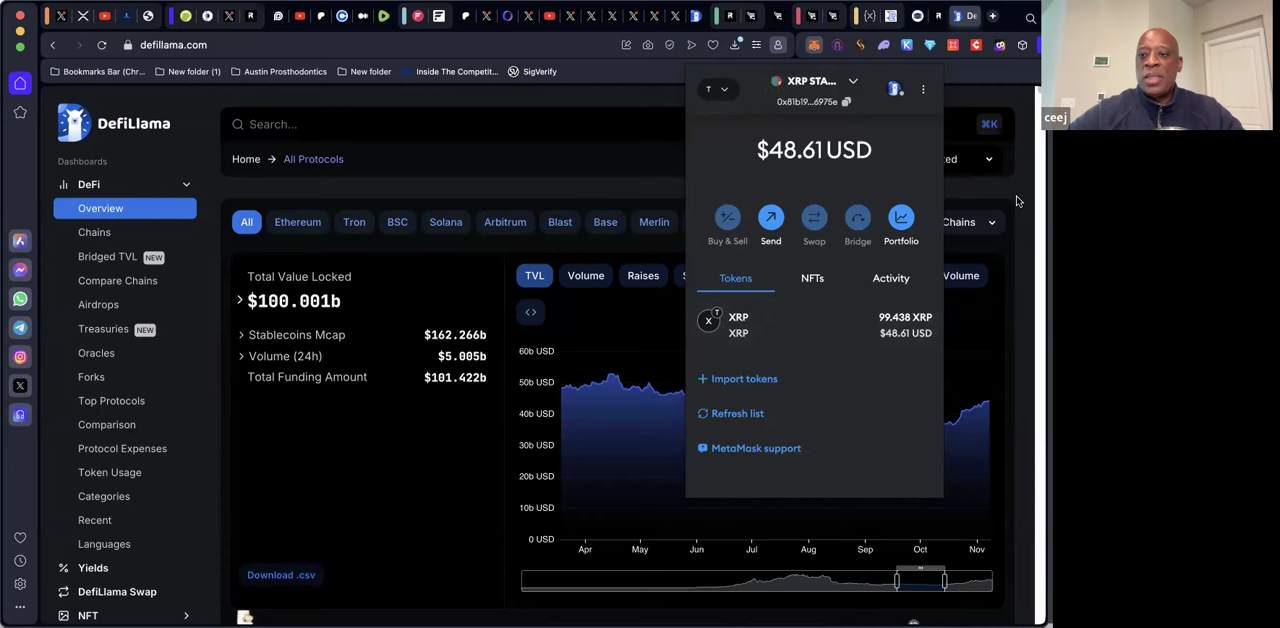 defillama.com
Bookmarks Bar (Chr...
New folder (1)
Austin Prosthodontics
New folder
Inside The Competit...
SigVerify
ceej
DefiLlama
Search...
⌘K
Home → All Protocols
Dashboards
DeFi
Overview
Chains
Bridged TVL NEW
Compare Chains
Airdrops
Treasuries NEW
Oracles
Forks
Top Protocols
Comparison
Protocol Expenses
Token Usage
Categories
Recent
Languages
Yields
DefiLlama Swap
NFT
All
Ethereum
Tron
BSC
Solana
Arbitrum
Blast
Base
Merlin
Chains
Total Value Locked
$100.001b
Stablecoins Mcap $162.266b
Volume (24h) $5.005b
Total Funding Amount $101.422b
Download .csv
TVL
Volume
Raises
Volume
60b USD
50b USD
40b USD
30b USD
20b USD
10b USD
0 USD
Apr May Jun Jul Aug Sep Oct Nov
T
XRP STA...
0x81b19...6975e
$48.61 USD
Buy & Sell
Send
Swap
Bridge
Portfolio
Tokens
NFTs
Activity
X
T
XRP 99.438 XRP
XRP $48.61 USD
+ Import tokens
Refresh list
MetaMask support